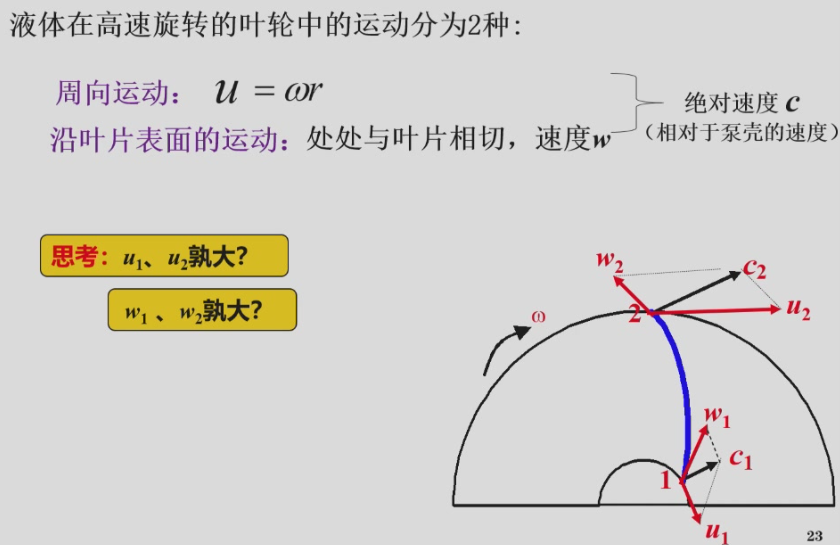 液体在高速旋转的叶轮中的运动分为2种:
周向运动: u = ωr
沿叶片表面的运动: 处处与叶片相切，速度w
绝对速度 c
（相对于泵壳的速度）
思考: u₁、u₂孰大?
w₁ 、w₂孰大?
w₂
c₂
2
u₂
ω
w₁
c₁
1
u₁
23